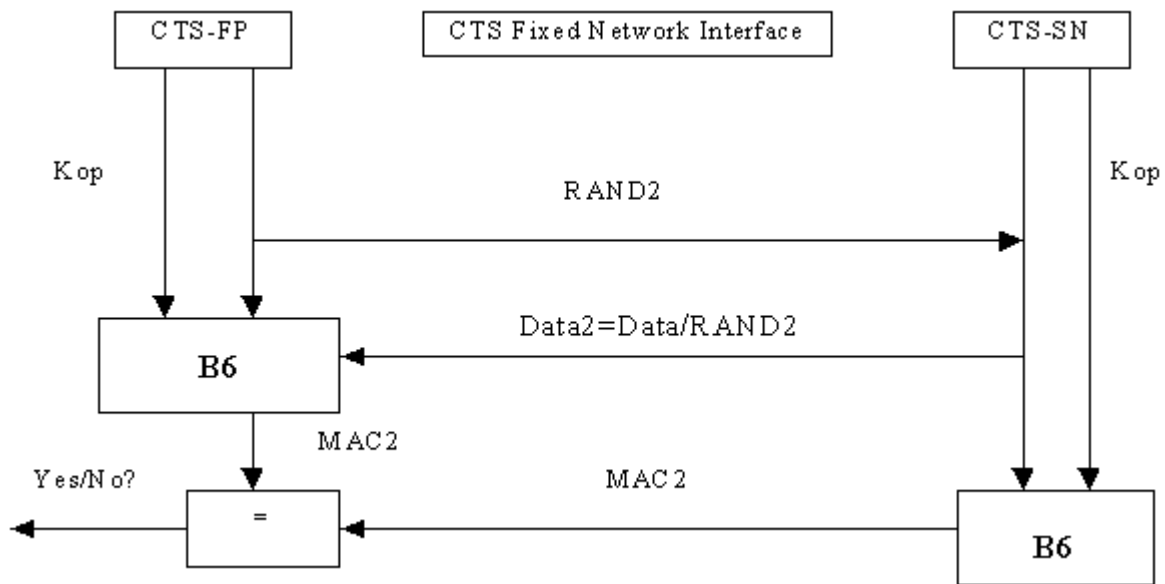 CTS-FP
CTS Fixed Network Interface
CTS-SN
Kop
Kop
RAND2
Data2=Data/RAND2
B6
MAC2
Yes/No?
MAC2
=
B6